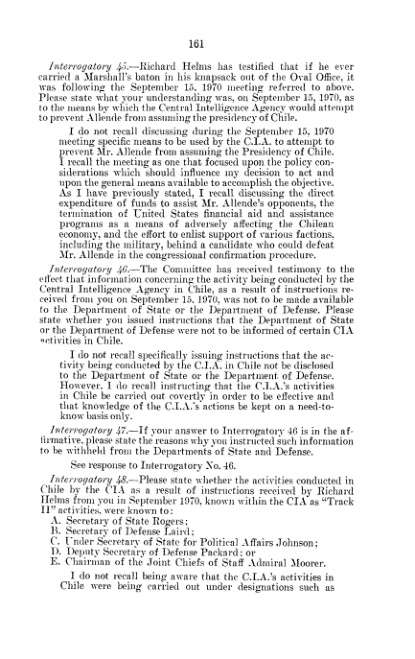 161
Interrogatory 45.—Richard Helms has testified that if he ever
carried a Marshall's baton in his knapsack out of the Oval Office, it
was following the September 15, 1970 meeting referred to above.
Please state what your understanding was, on September 15, 1970, as
to the means by which the Central Intelligence Agency would attempt
to prevent Allende from assuming the presidency of Chile.
I do not recall discussing during the September 15, 1970
meeting specific means to be used by the C.I.A. to attempt to
prevent Mr. Allende from assuming the Presidency of Chile.
I recall the meeting as one that focused upon the policy con-
siderations which should influence my decision to act and
upon the general means available to accomplish the objective.
As I have previously stated, I recall discussing the direct
expenditure of funds to assist Mr. Allende's opponents, the
termination of United States financial aid and assistance
programs as a means of adversely affecting the Chilean
economy, and the effort to enlist support of various factions,
including the military, behind a candidate who could defeat
Mr. Allende in the congressional confirmation procedure.
Interrogatory 46.—The Committee has received testimony to the
effect that information concerning the activity being conducted by the
Central Intelligence Agency in Chile, as a result of instructions re-
ceived from you on September 15, 1970, was not to be made available
to the Department of State or the Department of Defense. Please
state whether you issued instructions that the Department of State
or the Department of Defense were not to be informed of certain CIA
activities in Chile.
I do not recall specifically issuing instructions that the ac-
tivity being conducted by the C.I.A. in Chile not be disclosed
to the Department of State or the Department of Defense.
However, I do recall instructing that the C.I.A.'s activities
in Chile be carried out covertly in order to be effective and
that knowledge of the C.I.A.'s actions be kept on a need-to-
know basis only.
Interrogatory 47.—If your answer to Interrogatory 46 is in the af-
firmative, please state the reasons why you instructed such information
to be withheld from the Departments of State and Defense.
See response to Interrogatory No. 46.
Interrogatory 48.—Please state whether the activities conducted in
Chile by the CIA as a result of instructions received by Richard
Helms from you in September 1970, known within the CIA as "Track
II" activities, were known to:
A. Secretary of State Rogers;
B. Secretary of Defense Laird;
C. Under Secretary of State for Political Affairs Johnson;
D. Deputy Secretary of Defense Packard; or
E. Chairman of the Joint Chiefs of Staff Admiral Moorer.
I do not recall being aware that the C.I.A.'s activities in
Chile were being carried out under designations such as